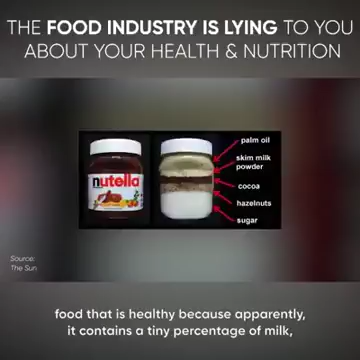 THE FOOD INDUSTRY IS LYING TO YOU
ABOUT YOUR HEALTH & NUTRITION
palm oil
skim milk
powder
nutella
cocoa
hazelnuts
sugar
Source:
The Sun
food that is healthy because apparently,
it contains a tiny percentage of milk,